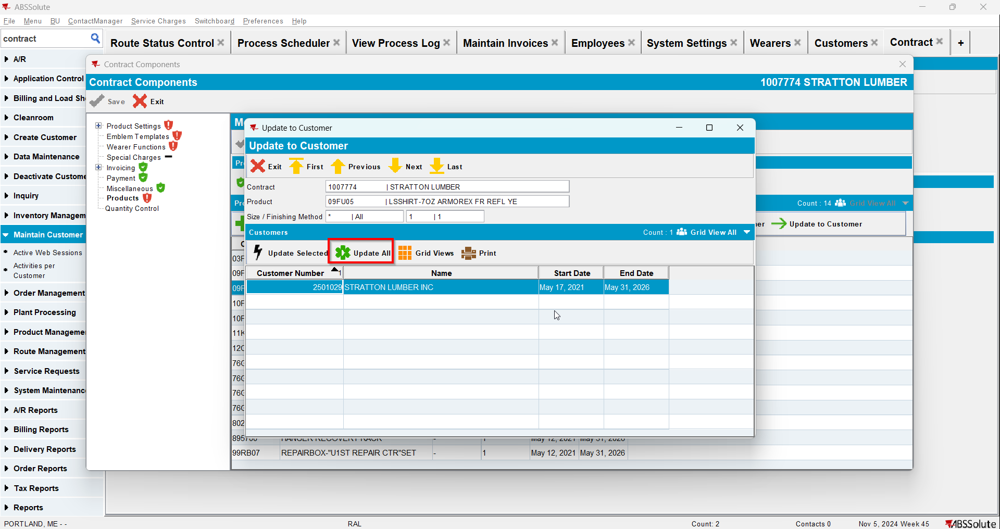 ABSSolute
File Menu BU ContactManager Service Charges Switchboard Preferences Help
contract
Route Status Control Process Scheduler View Process Log Maintain Invoices Employees System Settings Wearers Customers Contract +
A/R
Application Control
Billing and Load Sh
Cleanroom
Create Customer
Data Maintenance
Deactivate Custome
Inquiry
Inventory Managem
Maintain Customer
Active Web Sessions
Activities per
Customer
Order Management
Plant Processing
Product Manageme
Route Management
Service Requests
System Maintenanc
A/R Reports
Billing Reports
Delivery Reports
Order Reports
Tax Reports
Reports
Contract Components
Contract Components 1007774 STRATTON LUMBER
Save Exit
Product Settings
Emblem Templates
Wearer Functions
Special Charges
Invoicing
Payment
Miscellaneous
Products
Quantity Control
Pr
Pro
Count : 14 Grid View All
er Update to Customer
Update to Customer
Update to Customer
Exit First Previous Next Last
Contract 1007774 | STRATTON LUMBER
Product 09FU05 | LSSHIRT-7OZ ARMOREX FR REFL YE
Size / Finishing Method * | All 1 | 1
Customers Count : 1 Grid View All
Update Selected Update All Grid Views Print
Customer Number 1 Name Start Date End Date
2501029 STRATTON LUMBER INC May 17, 2021 May 31, 2026
03F
09F
09F
10F
10F
11K
12C
76G
76G
76G
76G
802
895700 HANGER RECOVERY RACK - 1 May 12, 2021 May 31, 2026
99RB07 REPAIRBOX-"U1ST REPAIR CTR"SET - 1 May 12, 2021 May 31, 2026
PORTLAND, ME - - RAL Count: 2 Contacts 0 Nov 5, 2024 Week 45 ABSSolute